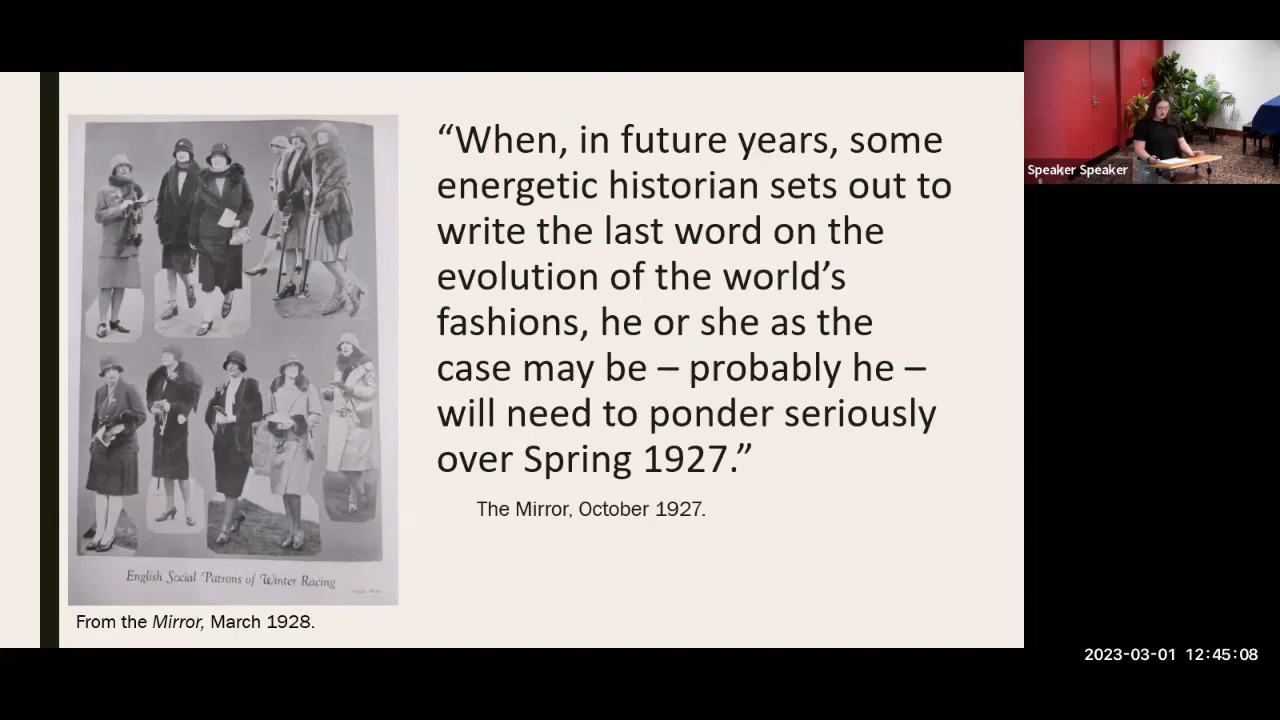 “When, in future years, some
energetic historian sets out to
write the last word on the
evolution of the world’s
fashions, he or she as the
case may be – probably he –
will need to ponder seriously
over Spring 1927.”
The Mirror, October 1927.
English Social Patrons of Winter Racing
From the Mirror, March 1928.
Speaker Speaker
2023-03-01 12:45:08